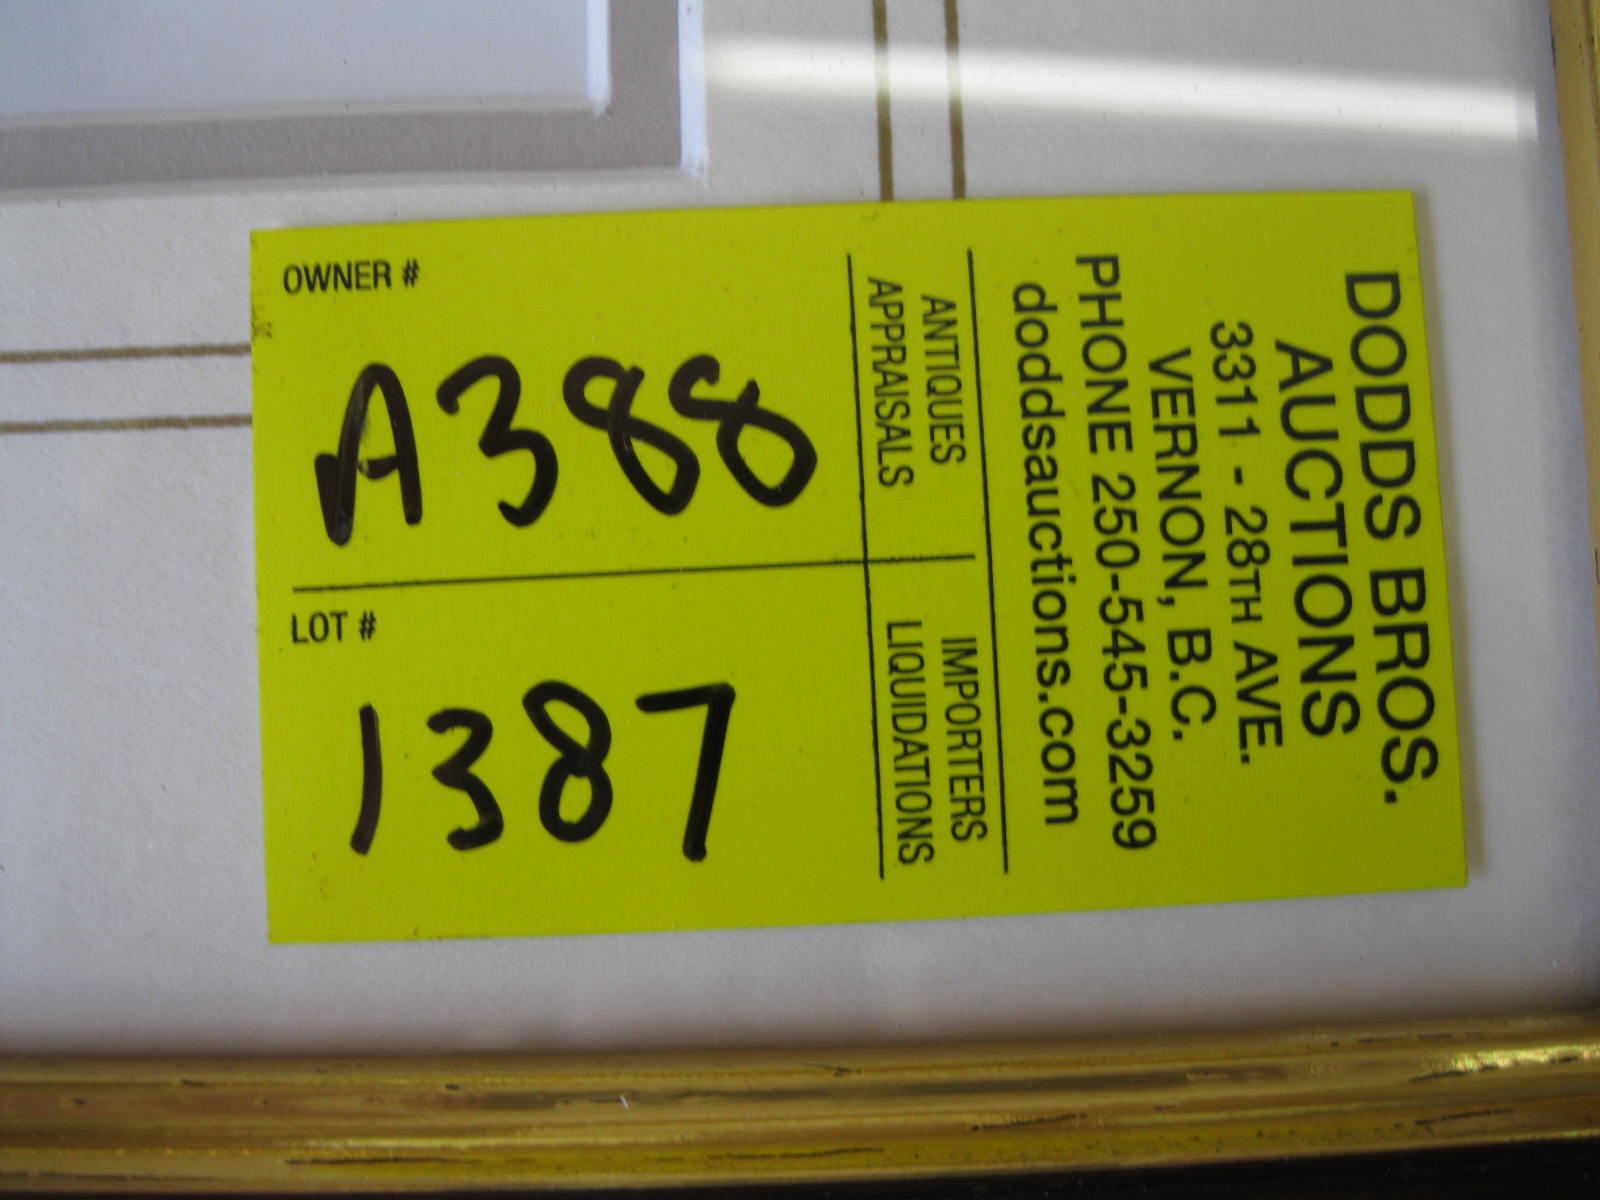 DODDS BROS.
AUCTIONS
3311 - 28TH AVE.
VERNON, B.C.
PHONE 250-545-3259
doddsauctions.com
ANTIQUES
APPRAISALS
IMPORTERS
LIQUIDATIONS
OWNER #
A388
LOT #
1387